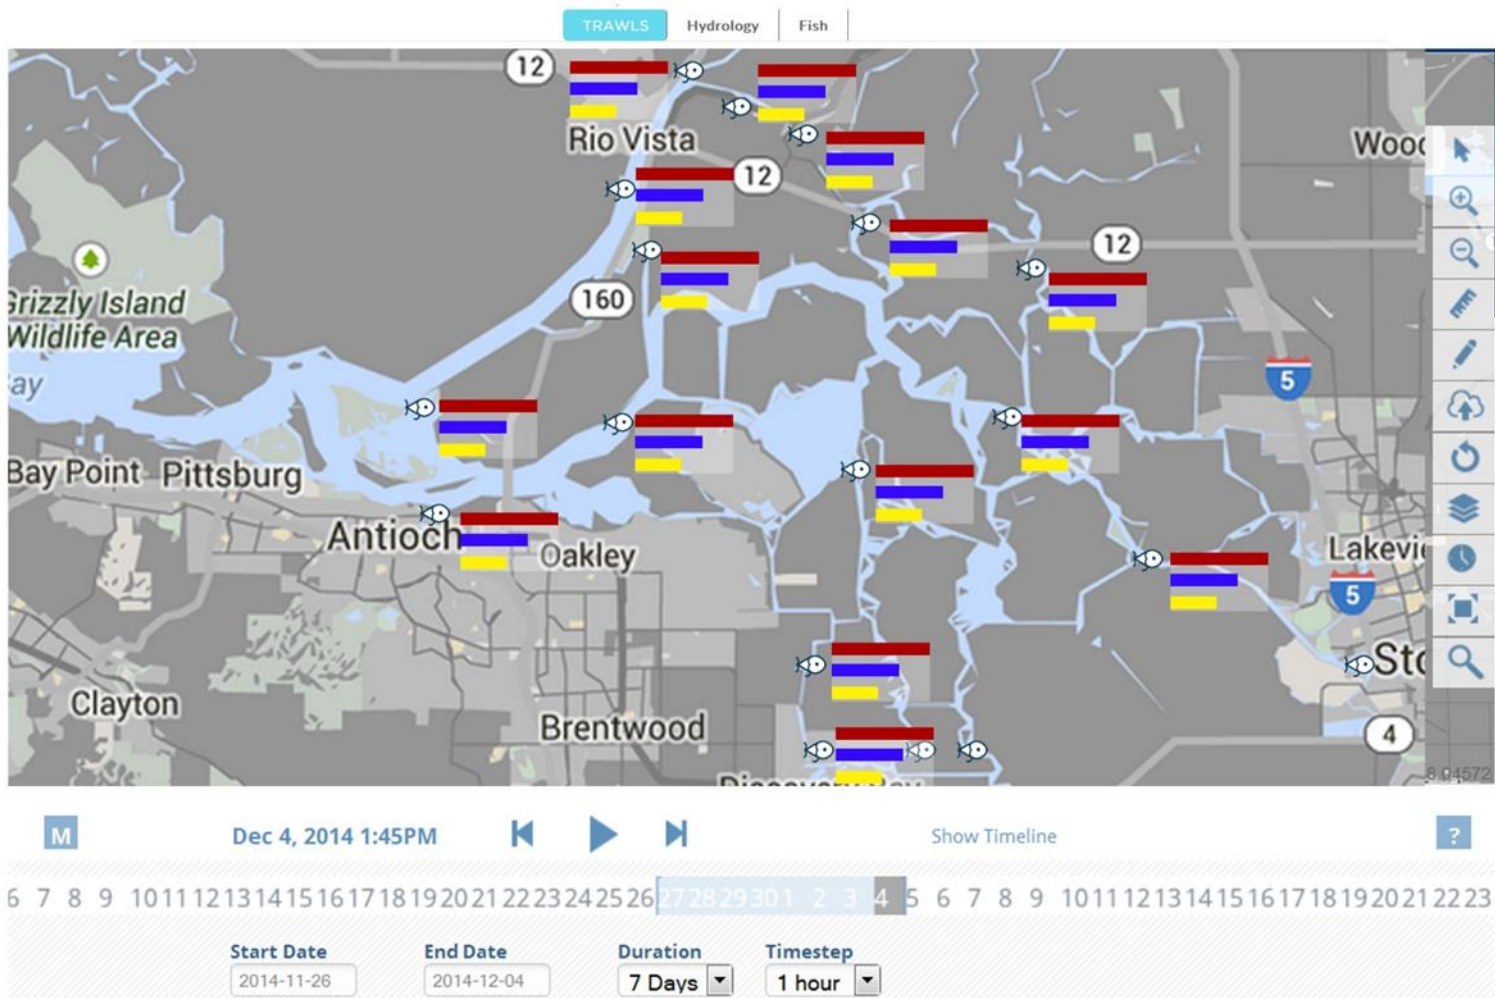 TRAWLS Hydrology Fish
12
Rio Vista
Wood
12
12
160
Grizzly Island
Wildlife Area
ay
5
Bay Point Pittsburg
Antioch
Oakley
Lakevie
5
Sto
Clayton
Brentwood
4
Discovery Bay
8.04572
M Dec 4, 2014 1:45PM Show Timeline ?
6 7 8 9 10 11 12 13 14 15 16 17 18 19 20 21 22 23 24 25 26 27 28 29 30 1 2 3 4 5 6 7 8 9 10 11 12 13 14 15 16 17 18 19 20 21 22 23
Start Date End Date Duration Timestep
2014-11-26 2014-12-04 7 Days 1 hour